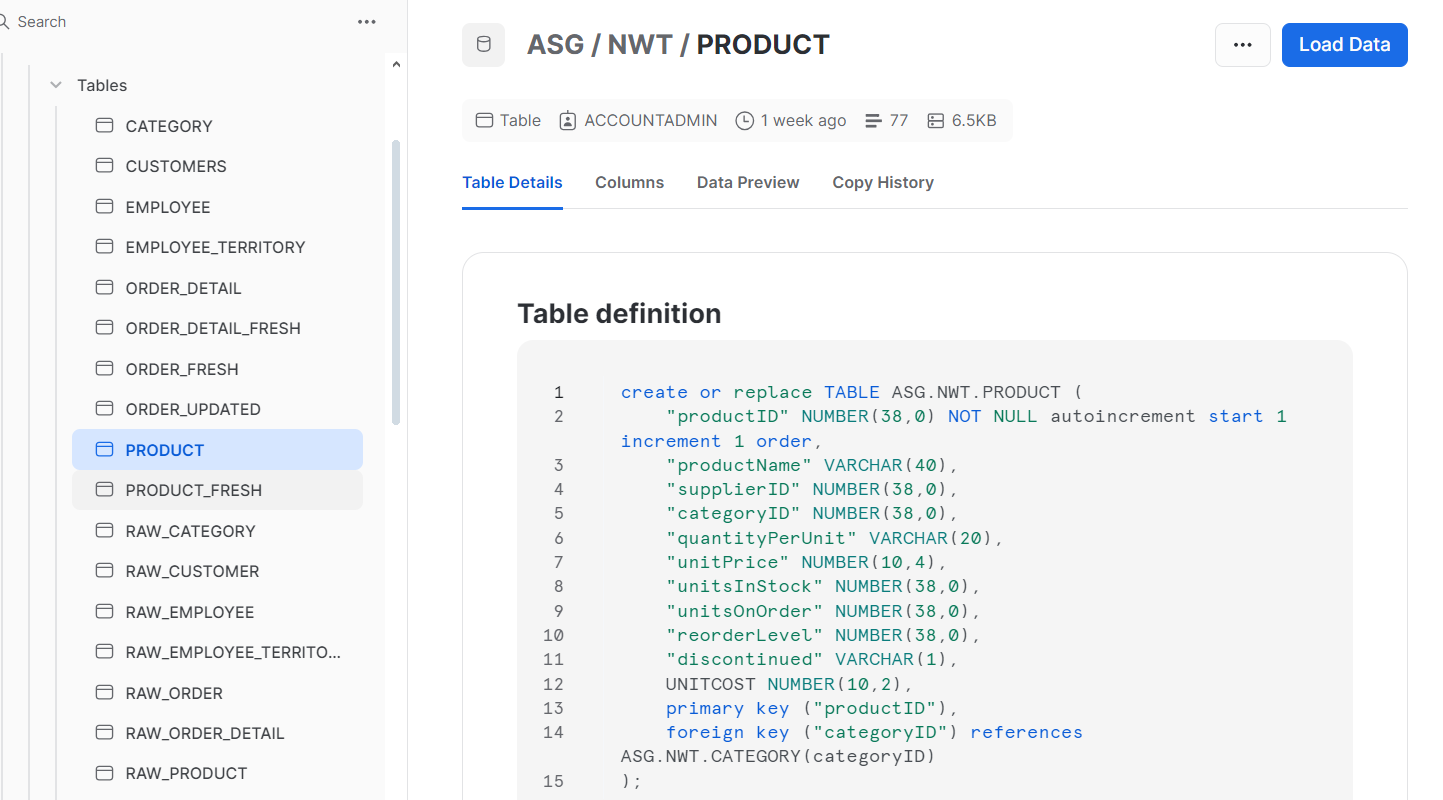 Search
Tables
CATEGORY
CUSTOMERS
EMPLOYEE
EMPLOYEE_TERRITORY
ORDER_DETAIL
ORDER_DETAIL_FRESH
ORDER_FRESH
ORDER_UPDATED
PRODUCT
PRODUCT_FRESH
RAW_CATEGORY
RAW_CUSTOMER
RAW_EMPLOYEE
RAW_EMPLOYEE_TERRITO...
RAW_ORDER
RAW_ORDER_DETAIL
RAW_PRODUCT
ASG / NWT / PRODUCT
Load Data
Table ACCOUNTADMIN 1 week ago 77 6.5KB
Table Details Columns Data Preview Copy History
Table definition
1 create or replace TABLE ASG.NWT.PRODUCT (
2 "productID" NUMBER(38,0) NOT NULL autoincrement start 1
increment 1 order,
3 "productName" VARCHAR(40),
4 "supplierID" NUMBER(38,0),
5 "categoryID" NUMBER(38,0),
6 "quantityPerUnit" VARCHAR(20),
7 "unitPrice" NUMBER(10,4),
8 "unitsInStock" NUMBER(38,0),
9 "unitsOnOrder" NUMBER(38,0),
10 "reorderLevel" NUMBER(38,0),
11 "discontinued" VARCHAR(1),
12 UNITCOST NUMBER(10,2),
13 primary key ("productID"),
14 foreign key ("categoryID") references
ASG.NWT.CATEGORY(categoryID)
15 );